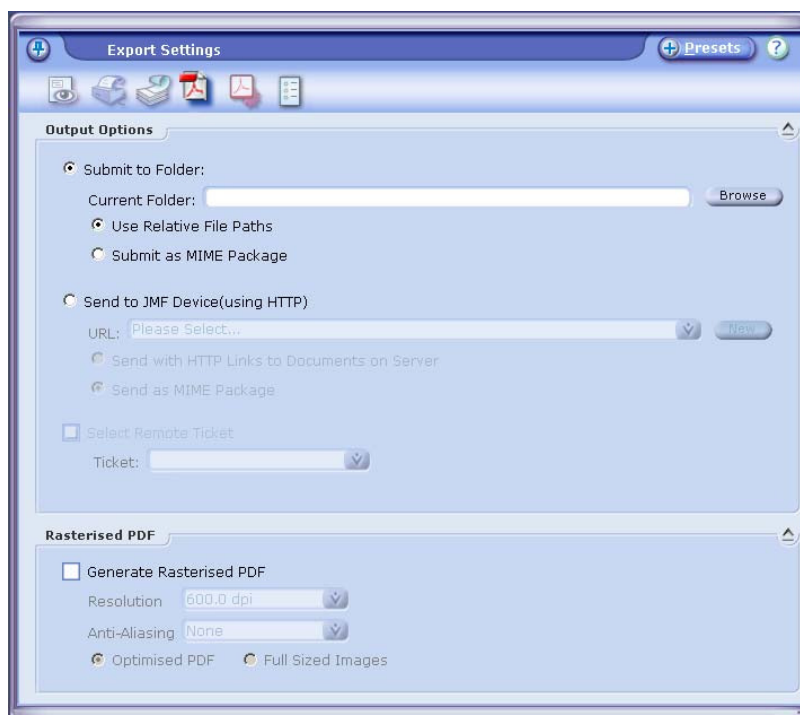 Export Settings
Presets
?
Output Options
Submit to Folder:
Current Folder:
Browse
Use Relative File Paths
Submit as MIME Package
Send to JMF Device(using HTTP)
URL: Please Select...
New
Send with HTTP Links to Documents on Server
Send as MIME Package
Select Remote Ticket
Ticket:
Rasterised PDF
Generate Rasterised PDF
Resolution 600.0 dpi
Anti-Aliasing None
Optimised PDF Full Sized Images